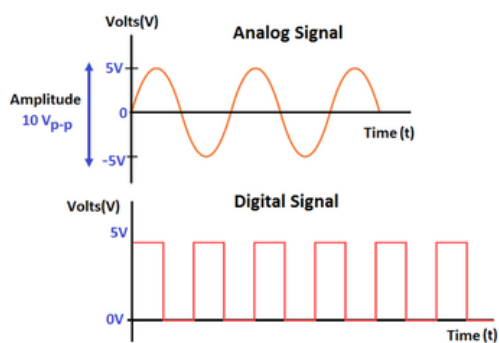 Volts(V)
Analog Signal
5V
Amplitude
10 Vp-p
0
Time (t)
-5V
Volts(V)
Digital Signal
5V
0V
Time (t)